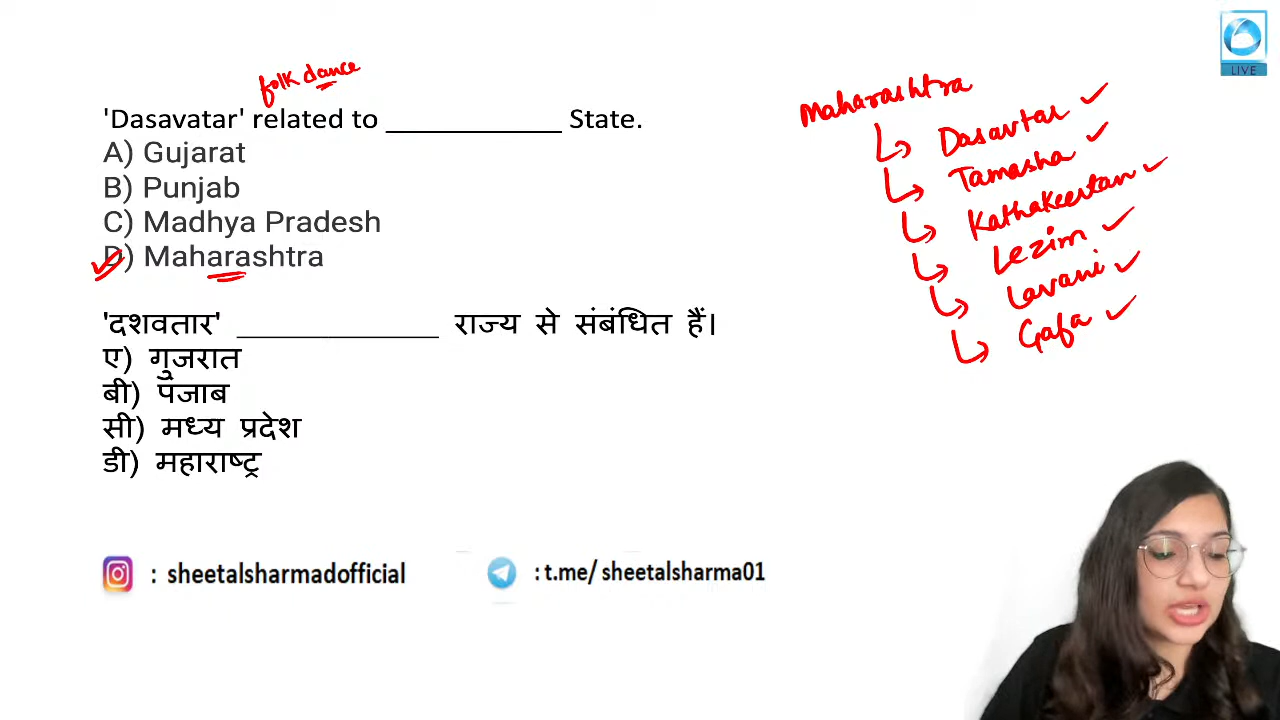 folk dance
'Dasavatar' related to ____________ State.
A) Gujarat
B) Punjab
C) Madhya Pradesh
D) Maharashtra
'दशवतार' ______________ राज्य से संबंधित हैं।
ए) गुजरात
बी) पंजाब
सी) मध्य प्रदेश
डी) महाराष्ट्र
: sheetalsharmadofficial
: t.me/ sheetalsharma01
Maharashtra
Dasavtar
Tamasha
Kathakeertan
Lezim
Lavani
Gafa
LIVE